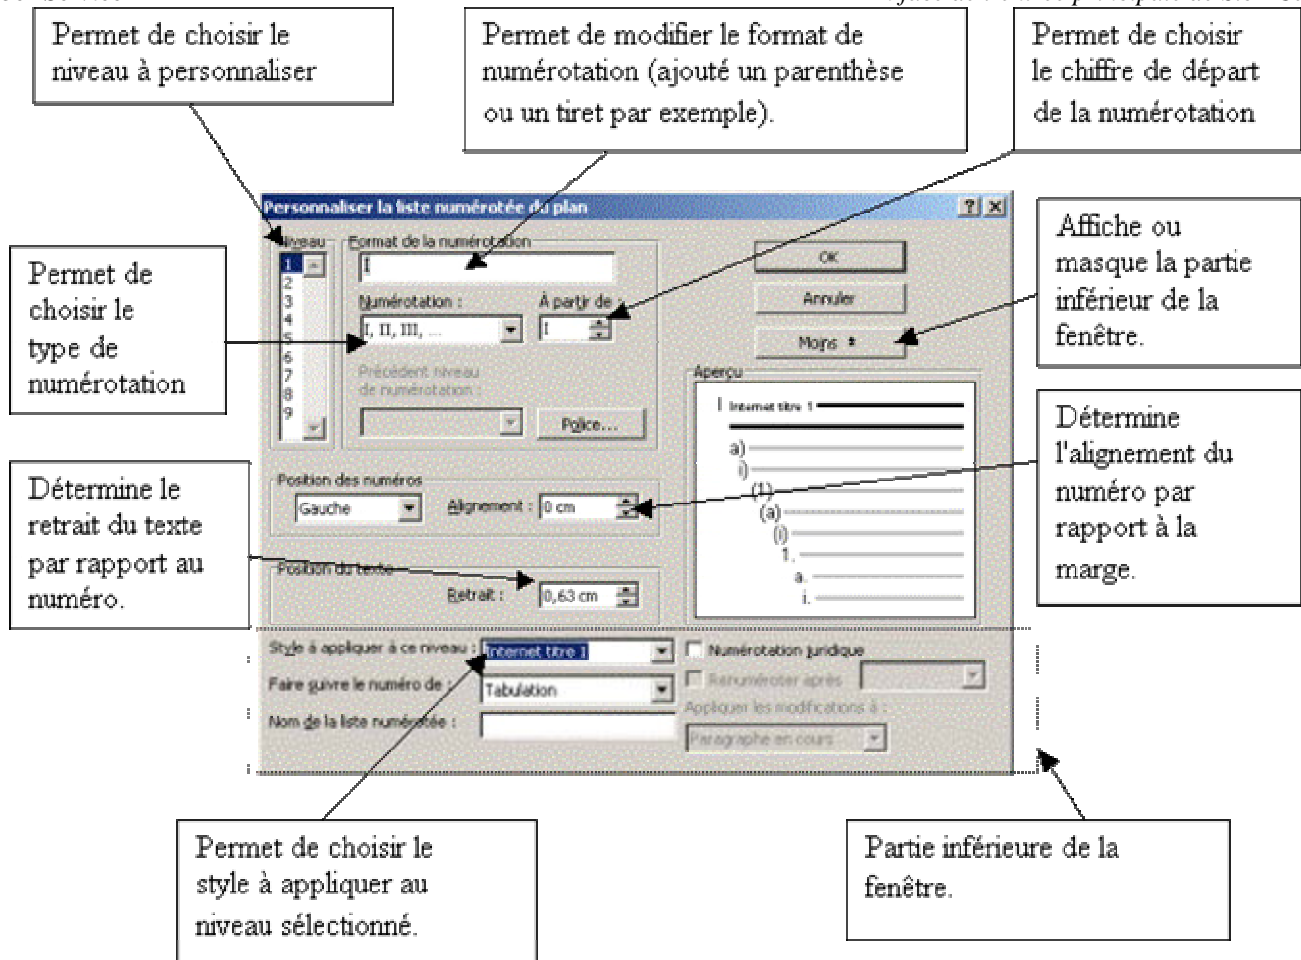 Permet de choisir le
niveau à personnaliser
Permet de modifier le format de
numérotation (ajouté un parenthèse
ou un tiret par exemple).
Permet de choisir
le chiffre de départ
de la numérotation
Personnaliser la liste numérotée du plan
Niveau
1
2
3
4
5
6
7
8
9
Format de la numérotation
I
Numérotation :
À partir de :
I, II, III, ...
I
Précédent niveau
de numérotation :
Police...
OK
Annuler
Moins
Affiche ou
masque la partie
inférieur de la
fenêtre.
Permet de
choisir le
type de
numérotation
Aperçu
I Internet titre 1
a)
i)
(1)
(a)
(i)
1.
a.
i.
Détermine
l'alignement du
numéro par
rapport à la
marge.
Détermine le
retrait du texte
par rapport au
numéro.
Position des numéros
Gauche
Alignement : 0 cm
Position du texte
Retrait : 0,63 cm
Style à appliquer à ce niveau : Internet titre 1
Faire suivre le numéro de : Tabulation
Nom de la liste numérotée :
Numérotation juridique
Renuméroter après
Appliquer les modifications à :
Paragraphe en cours
Permet de choisir le
style à appliquer au
niveau sélectionné.
Partie inférieure de la
fenêtre.